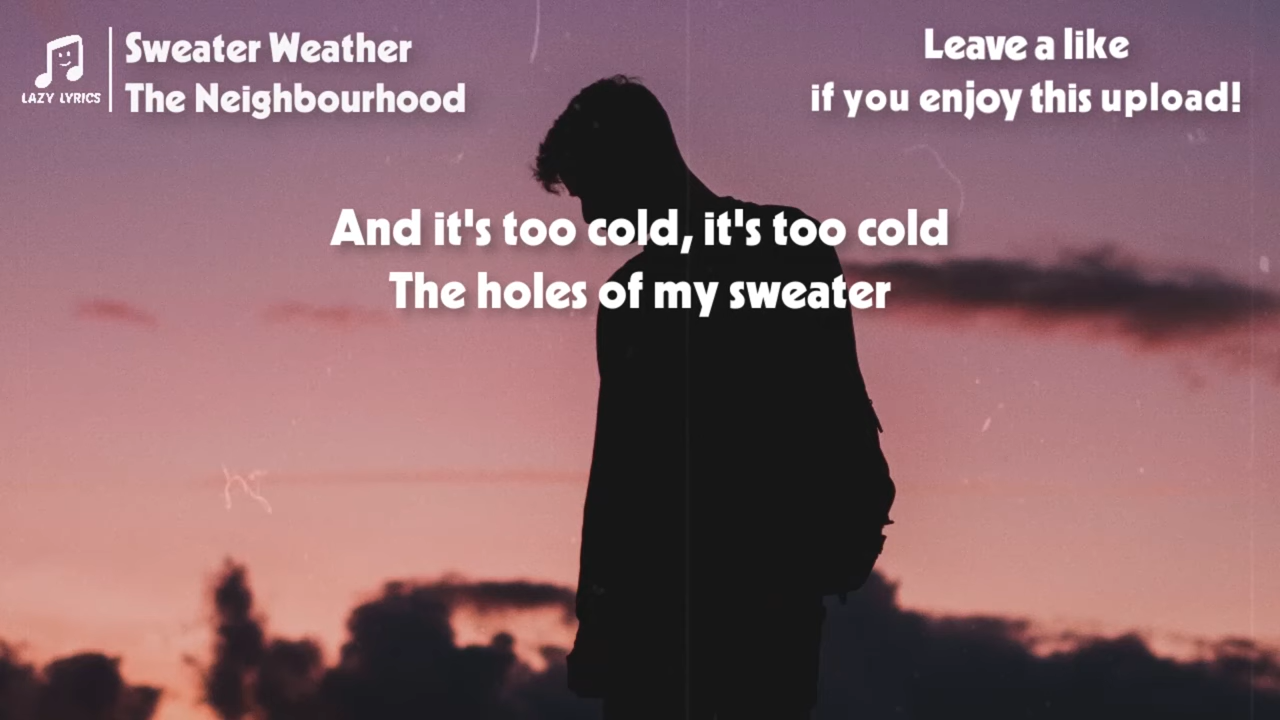 LAZY LYRICS
Sweater Weather
The Neighbourhood
Leave a like
if you enjoy this upload!
And it's too cold, it's too cold
The holes of my sweater